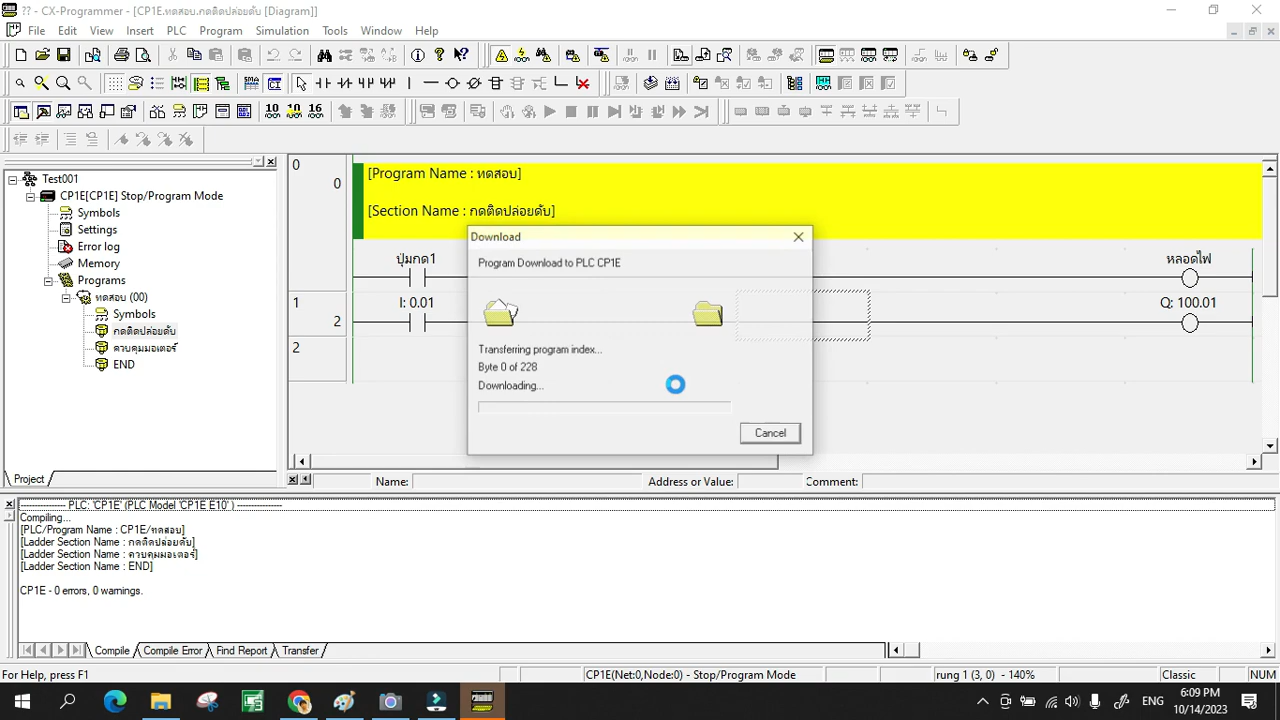 ?? - CX-Programmer - [CP1E.ทดสอบ.กดติดปล่อยดับ [Diagram]]
File Edit View Insert PLC Program Simulation Tools Window Help
10 10 16
Test001
CP1E[CP1E] Stop/Program Mode
Symbols
Settings
Error log
Memory
Programs
ทดสอบ (00)
Symbols
กดติดปล่อยดับ
ควบคุมมอเตอร์
END
Project
0
0
[Program Name : ทดสอบ]
[Section Name : กดติดปล่อยดับ]
ปุ่มกด1
หลอดไฟ
1
I: 0.01
Q: 100.01
2
2
Download
Program Download to PLC CP1E
Transferring program index...
Byte 0 of 228
Downloading...
Cancel
Name: Address or Value: Comment:
--------------- PLC: 'CP1E' (PLC Model 'CP1E E10' ) ---------------
Compiling...
[PLC/Program Name : CP1E/ทดสอบ]
[Ladder Section Name : กดติดปล่อยดับ]
[Ladder Section Name : ควบคุมมอเตอร์]
[Ladder Section Name : END]
CP1E - 0 errors, 0 warnings.
Compile Compile Error Find Report Transfer
For Help, press F1 CP1E(Net:0,Node:0) - Stop/Program Mode rung 1 (3, 0) - 140% Classic NUM
ENG 6:09 PM
10/14/2023